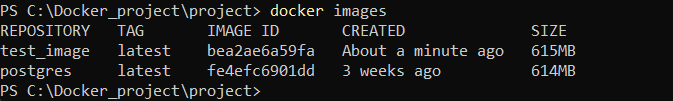 PS C:\Docker_project\project> docker images
REPOSITORY TAG IMAGE ID CREATED SIZE
test_image latest bea2ae6a59fa About a minute ago 615MB
postgres latest fe4efc6901dd 3 weeks ago 614MB
PS C:\Docker_project\project>